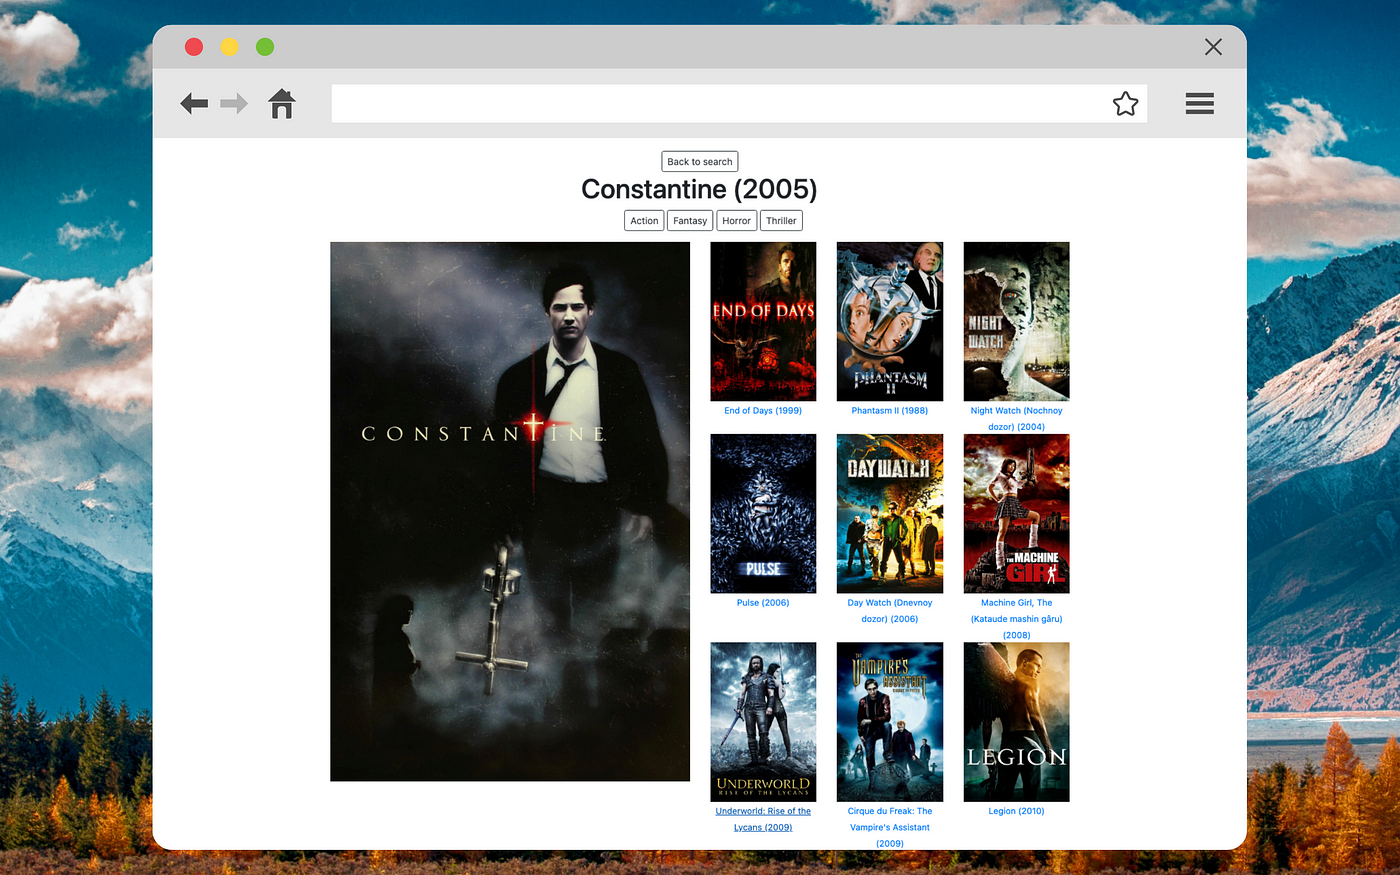 Back to search
Constantine (2005)
Action Fantasy Horror Thriller
CONSTANTINE
END OF DAYS
End of Days (1999)
PHANTASM
II
Phantasm II (1988)
NIGHT
WATCH
Night Watch (Nochnoy
dozor) (2004)
PULSE
Pulse (2006)
DAY WATCH
Day Watch (Dnevnoy
dozor) (2006)
THE MACHINE
GIRL
Machine Girl, The
(Kataude mashin gâru)
(2008)
UNDERWORLD
RISE OF THE LYCANS
Underworld: Rise of the
Lycans (2009)
THE
VAMPIRE'S
ASSISTANT
Cirque du Freak: The
Vampire's Assistant
(2009)
LEGION
Legion (2010)